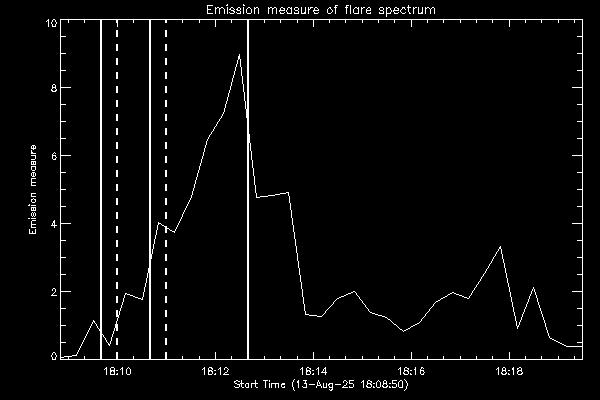 Emission measure of flare spectrum
10
8
6
4
2
0
Emission measure
18:10 18:12 18:14 18:16 18:18
Start Time (13-Aug-25 18:08:50)